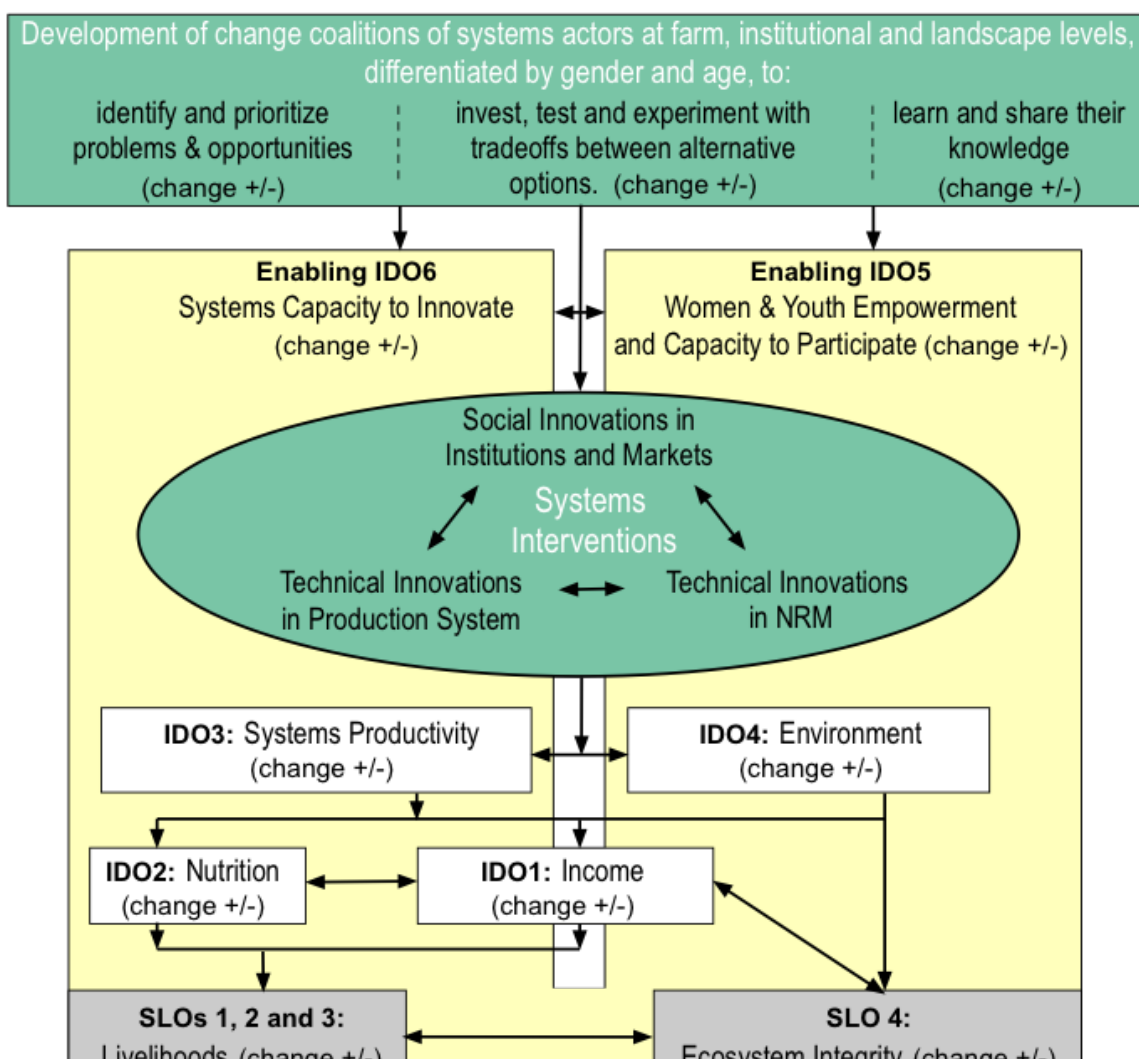 Development of change coalitions of systems actors at farm, institutional and landscape levels,
differentiated by gender and age, to:
identify and prioritize
problems & opportunities
(change +/-)
invest, test and experiment with
tradeoffs between alternative
options. (change +/-)
learn and share their
knowledge
(change +/-)
Enabling IDO6
Systems Capacity to Innovate
(change +/-)
Enabling IDO5
Women & Youth Empowerment
and Capacity to Participate (change +/-)
Social Innovations in
Institutions and Markets
Systems
Interventions
Technical Innovations
in Production System
Technical Innovations
in NRM
IDO3: Systems Productivity
(change +/-)
IDO4: Environment
(change +/-)
IDO2: Nutrition
(change +/-)
IDO1: Income
(change +/-)
SLOs 1, 2 and 3:
Livelihoods (change +/-)
SLO 4:
Ecosystem Integrity (change +/-)